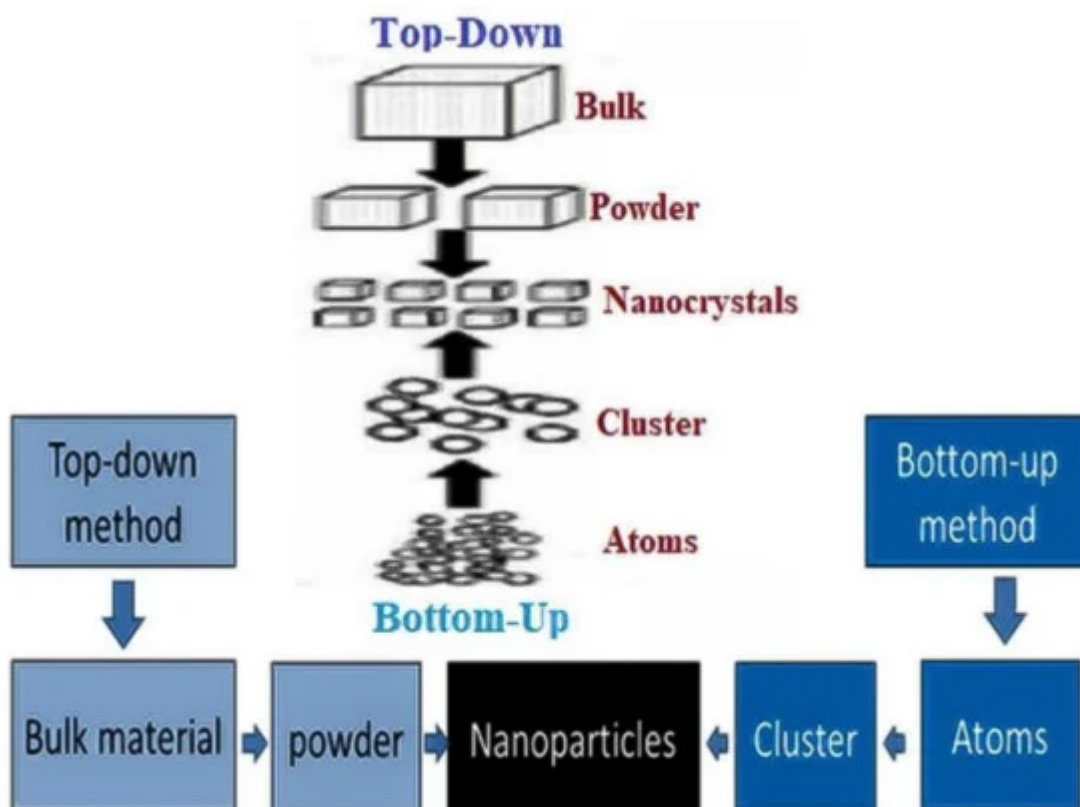 Top-Down
Bulk
Powder
Nanocrystals
Cluster
Atoms
Bottom-Up
Top-down
method
Bottom-up
method
Bulk material
powder
Nanoparticles
Cluster
Atoms